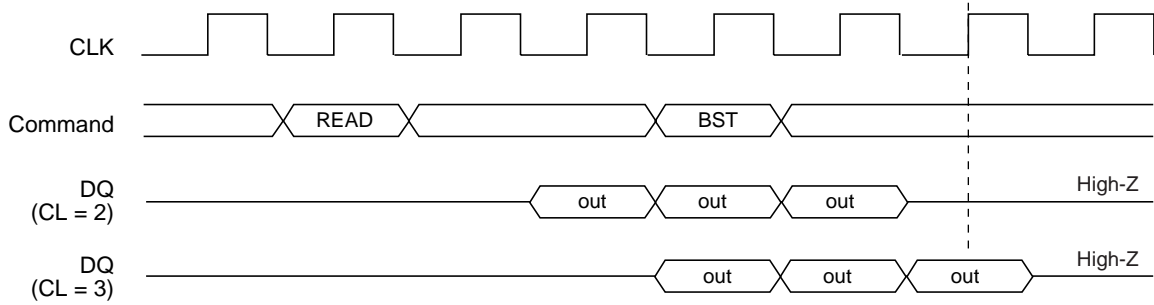 CLK
Command
READ
BST
DQ
(CL = 2)
out
out
out
High-Z
DQ
(CL = 3)
out
out
out
High-Z